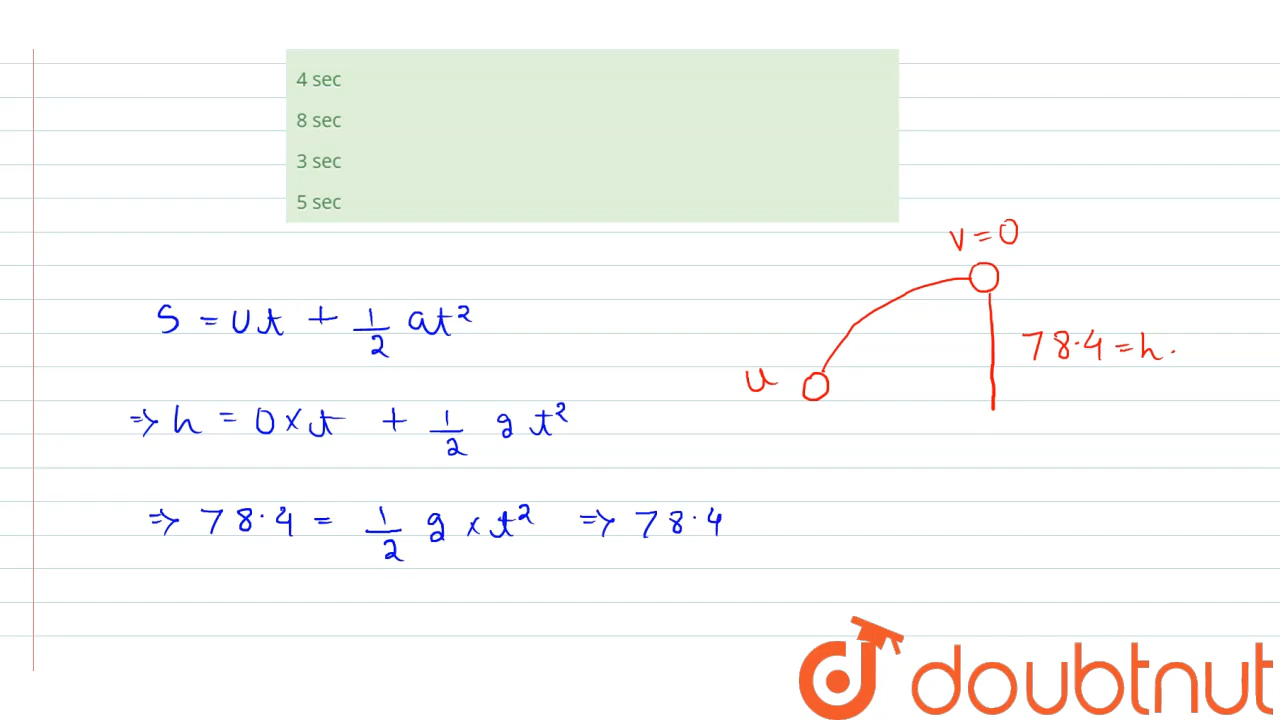 4 sec
8 sec
3 sec
5 sec
v = 0
S = ut + 1/2 at²
78.4 = h.
u
⇒ h = 0 × t + 1/2 g t²
⇒ 78.4 = 1/2 g × t² ⇒ 78.4
doubtnut